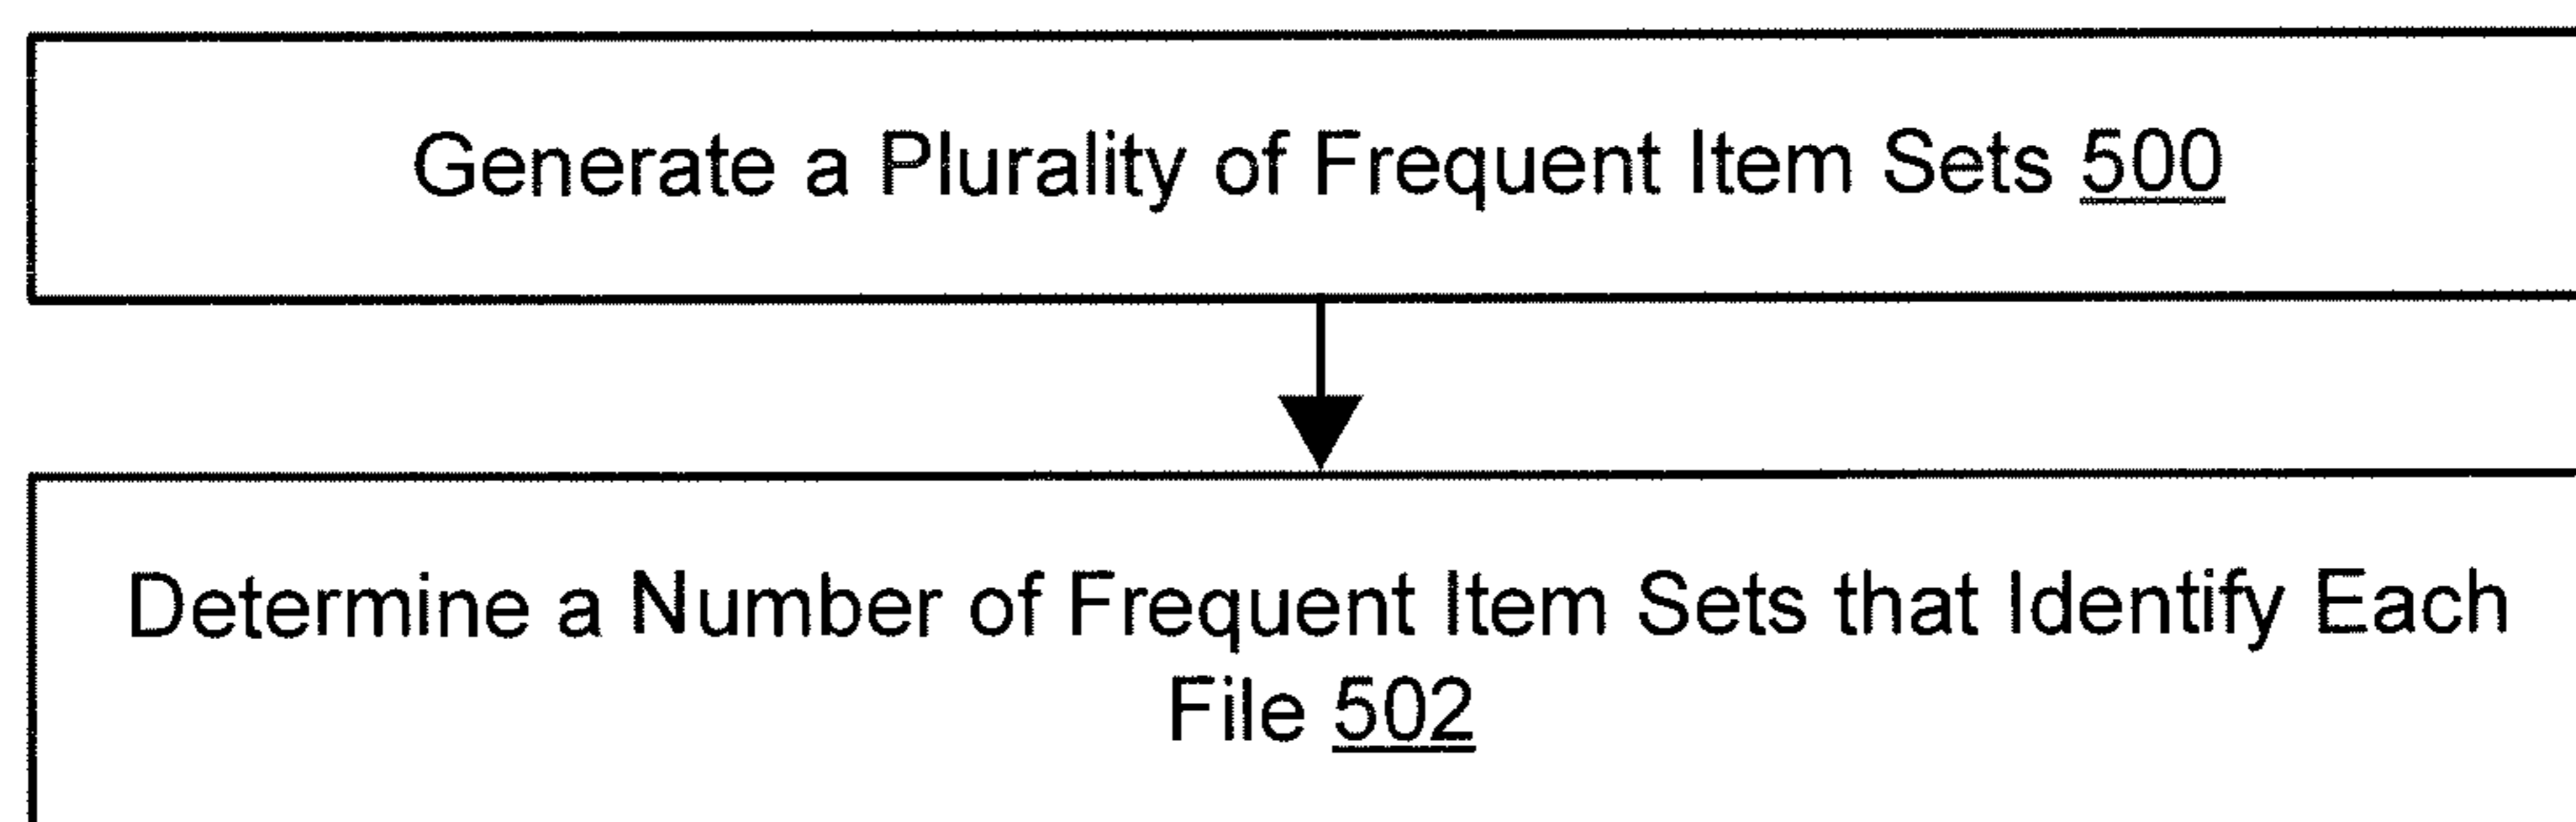 Generate a Plurality of Frequent Item Sets 500
Determine a Number of Frequent Item Sets that Identify Each
File 502